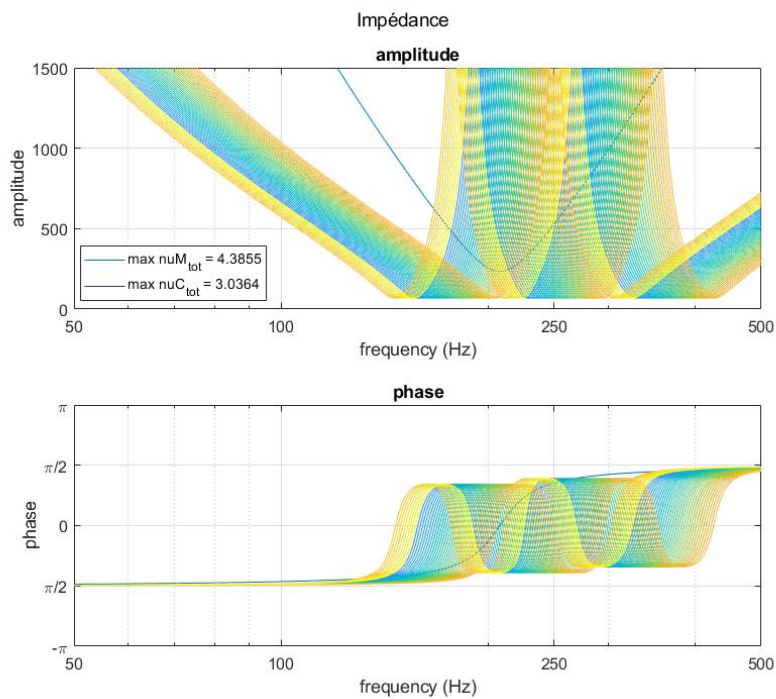 Impédance
amplitude
1500
1000
500
0
amplitude
max nuM_tot = 4.3855
max nuC_tot = 3.0364
50
100
250
500
frequency (Hz)
phase
π
π/2
0
π/2
-π
phase
50
100
250
500
frequency (Hz)